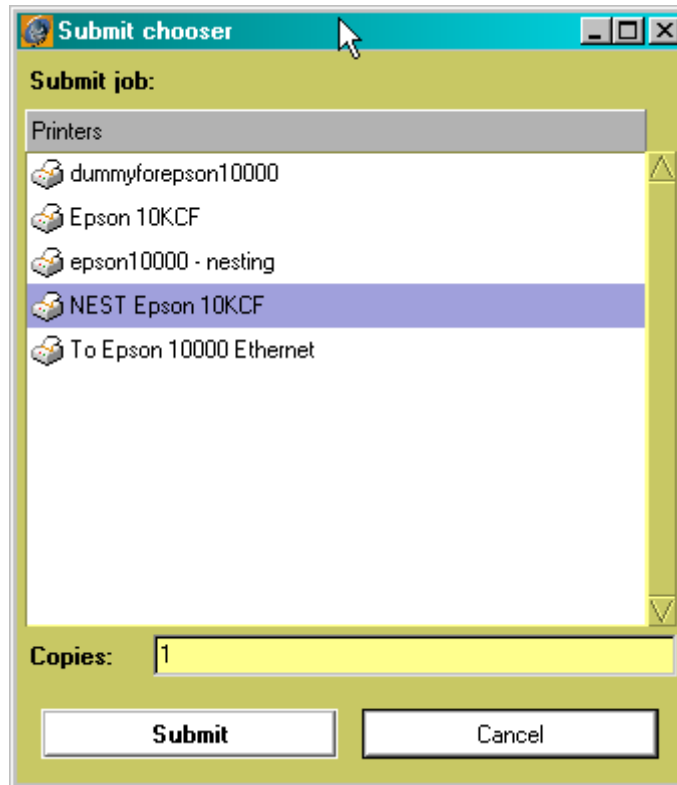 Submit chooser
Submit job:
Printers
dummyforepson10000
Epson 10KCF
epson10000 - nesting
NEST Epson 10KCF
To Epson 10000 Ethernet
Copies: 1
Submit Cancel